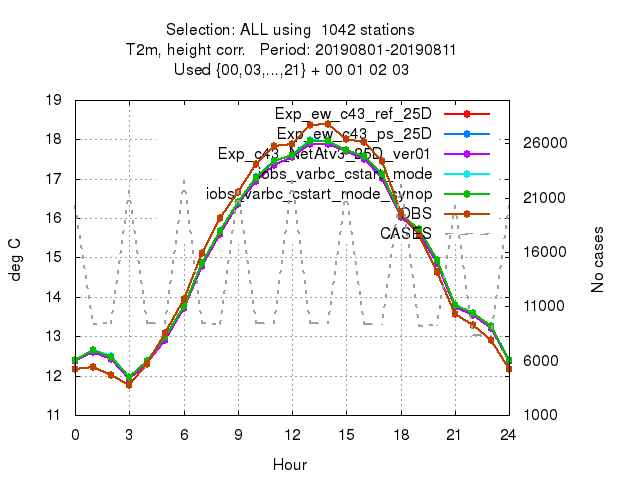 Selection: ALL using 1042 stations
T2m, height corr. Period: 20190801-20190811
Used {00,03,...,21} + 00 01 02 03
Exp_ew_c43_ref_25D
Exp_ew_c43_ps_25D
Exp_c43_NetAtv3-25D_ver01
iobs_varbc_cstart_mode
iobs_varbc_cstart_mode_synop
OBS
CASES
19
18
17
16
15
14
13
12
11
deg C
26000
21000
16000
11000
6000
1000
No cases
0 3 6 9 12 15 18 21 24
Hour